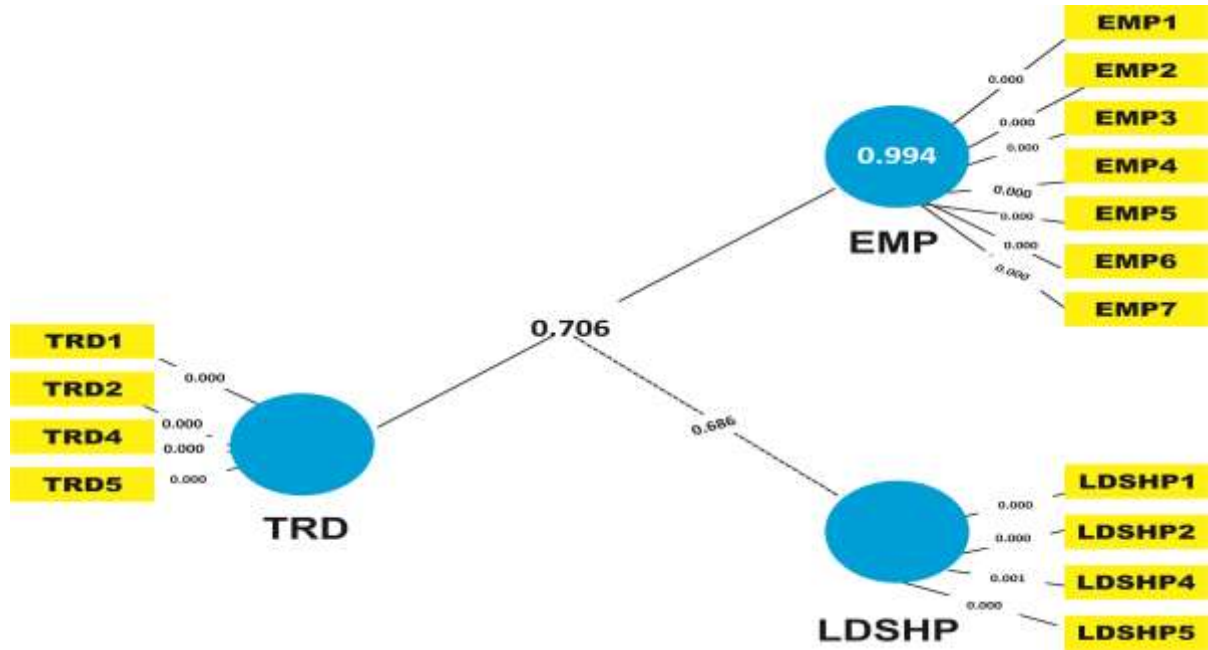 EMP1
0.000
EMP2
0.000
EMP3
0.000
0.994
EMP4
0.000
EMP5
0.000
EMP
EMP6
0.000
0.000
EMP7
0.706
TRD1
0.000
TRD2
0.000
TRD4
0.000
TRD5
0.000
TRD
0.686
LDSHP1
0.000
LDSHP2
0.000
LDSHP4
0.001
0.000
LDSHP5
LDSHP